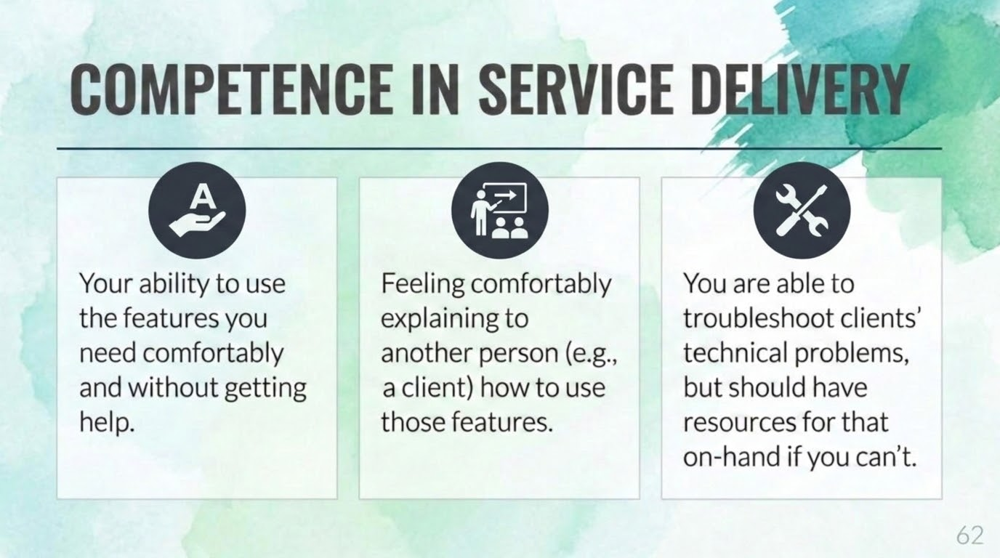 COMPETENCE IN SERVICE DELIVERY
A
Your ability to use
the features you
need comfortably
and without getting
help.
Feeling comfortably
explaining to
another person (e.g.,
a client) how to use
those features.
You are able to
troubleshoot clients’
technical problems,
but should have
resources for that
on-hand if you can’t.
62